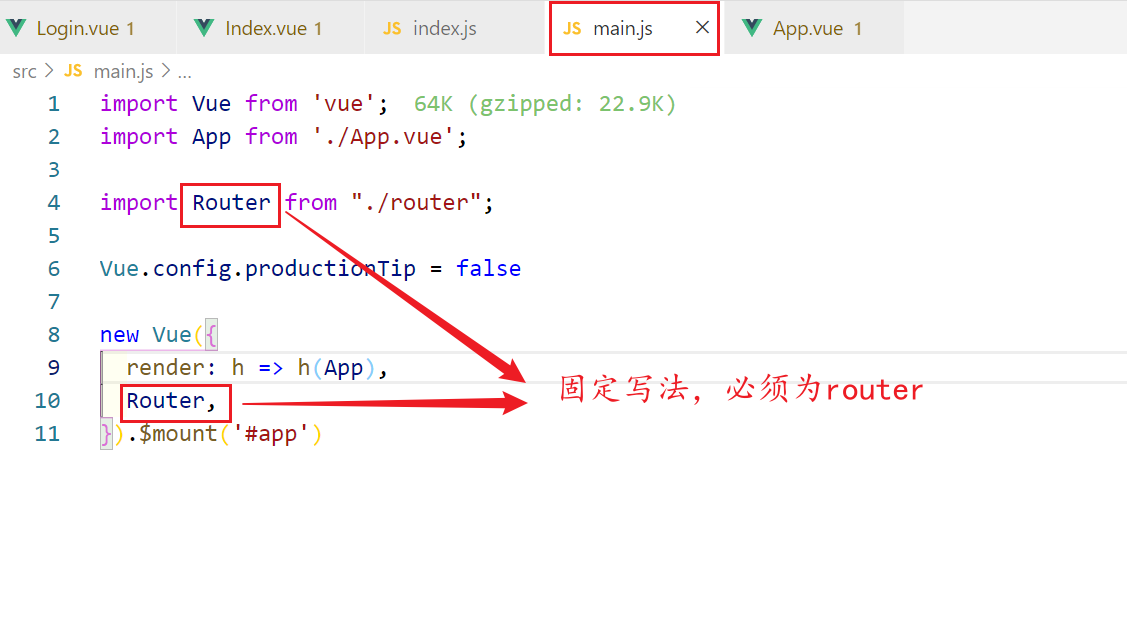 Login.vue 1 Index.vue 1 JS index.js JS main.js × App.vue 1
src > JS main.js > ...
1 import Vue from 'vue'; 64K (gzipped: 22.9K)
2 import App from './App.vue';
3
4 import Router from "./router";
5
6 Vue.config.productionTip = false
7
8 new Vue({
9 render: h => h(App),
固定写法，必须为router
10 Router,
11 }).$mount('#app')